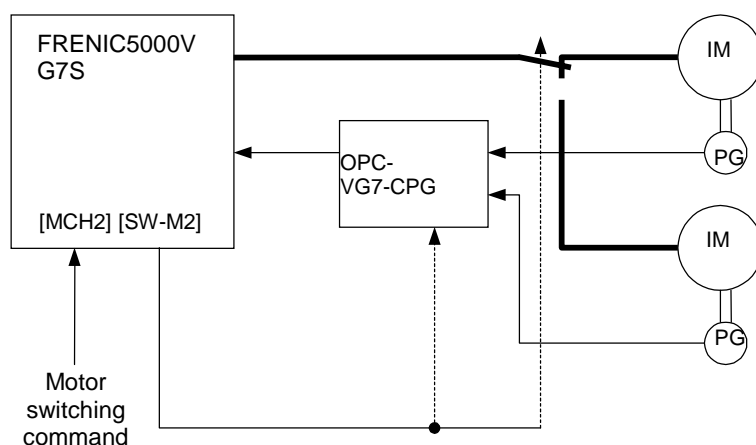 FRENIC5000V
G7S
IM
OPC-
VG7-CPG
PG
[MCH2] [SW-M2]
IM
PG
Motor
switching
command